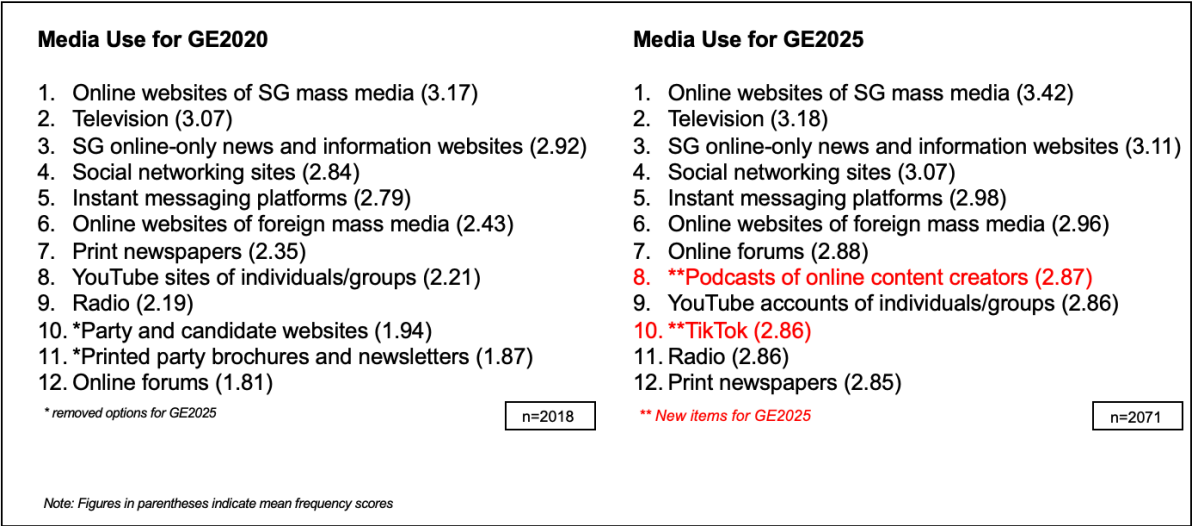 Media Use for GE2020
1. Online websites of SG mass media (3.17)
2. Television (3.07)
3. SG online-only news and information websites (2.92)
4. Social networking sites (2.84)
5. Instant messaging platforms (2.79)
6. Online websites of foreign mass media (2.43)
7. Print newspapers (2.35)
8. YouTube sites of individuals/groups (2.21)
9. Radio (2.19)
10. *Party and candidate websites (1.94)
11. *Printed party brochures and newsletters (1.87)
12. Online forums (1.81)
* removed options for GE2025
n=2018
Media Use for GE2025
1. Online websites of SG mass media (3.42)
2. Television (3.18)
3. SG online-only news and information websites (3.11)
4. Social networking sites (3.07)
5. Instant messaging platforms (2.98)
6. Online websites of foreign mass media (2.96)
7. Online forums (2.88)
8. **Podcasts of online content creators (2.87)
9. YouTube accounts of individuals/groups (2.86)
10. **TikTok (2.86)
11. Radio (2.86)
12. Print newspapers (2.85)
** New items for GE2025
n=2071
Note: Figures in parentheses indicate mean frequency scores